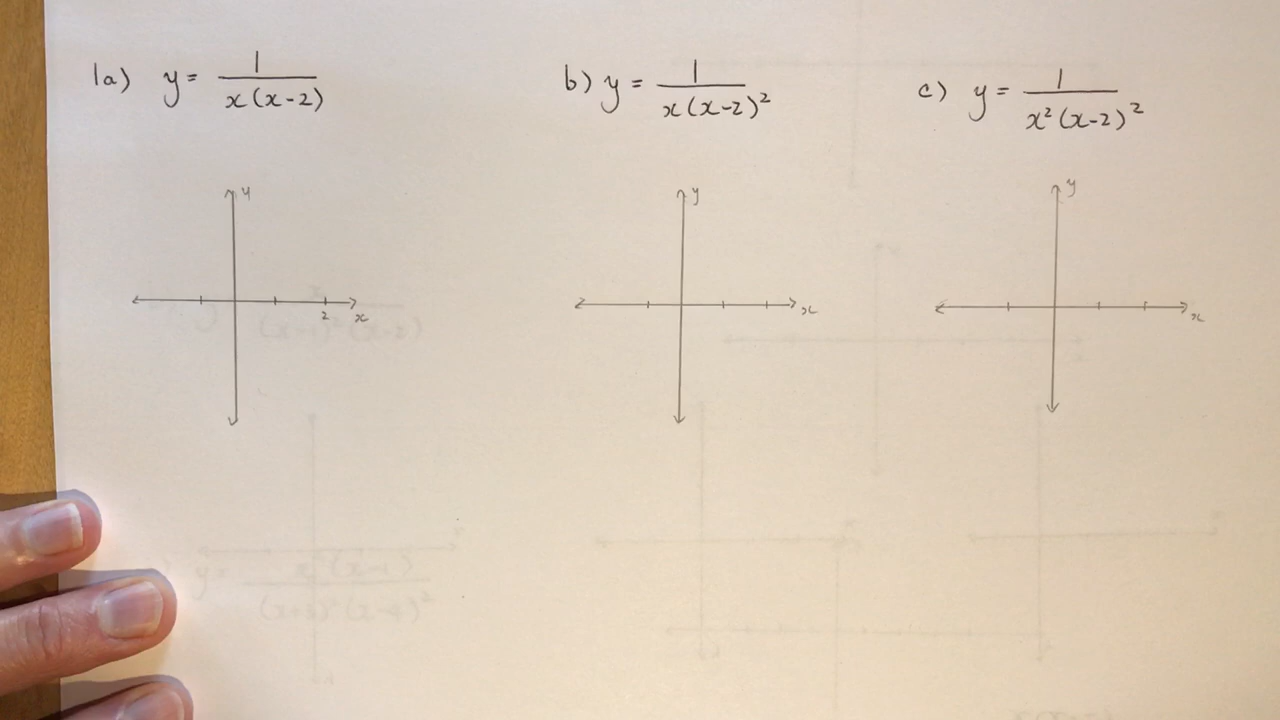 1a) y = 1 / x(x-2)
b) y = 1 / x(x-2)²
c) y = 1 / x²(x-2)²
y
y
y
2
x
x
x